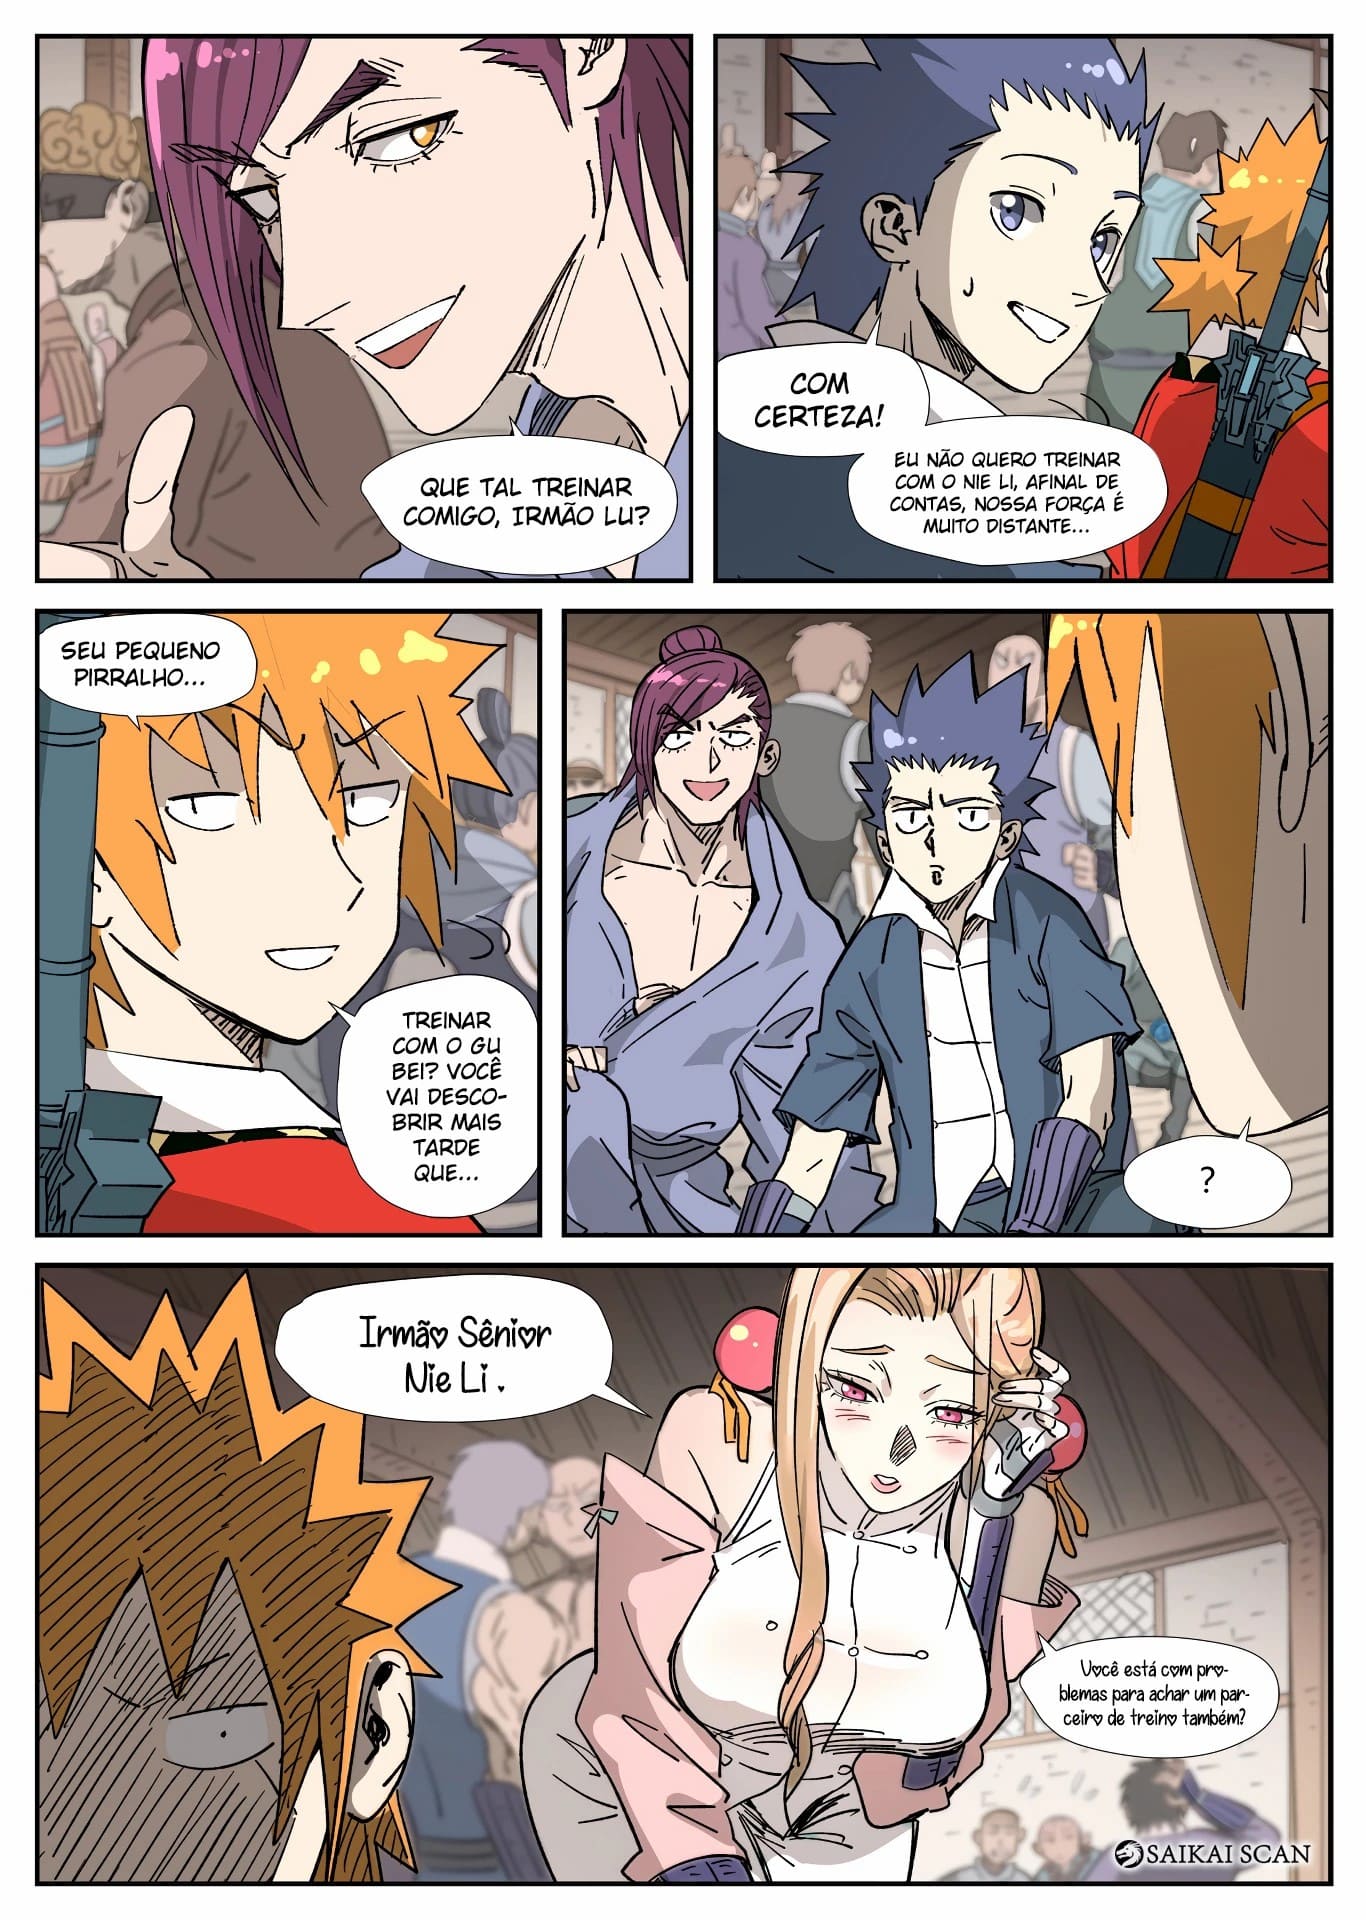 QUE TAL TREINAR
COMIGO, IRMÃO LU?
COM
CERTEZA!
EU NÃO QUERO TREINAR
COM O NIE LI, AFINAL DE
CONTAS, NOSSA FORÇA É
MUITO DISTANTE...
SEU PEQUENO
PIRRALHO...
TREINAR
COM O GU
BEI? VOCÊ
VAI DESCO-
BRIR MAIS
TARDE
QUE...
?
Irmão Sênior
Nie Li.
Você está com pro-
blemas para achar um par-
ceiro de treino também?
SAIKAI SCAN